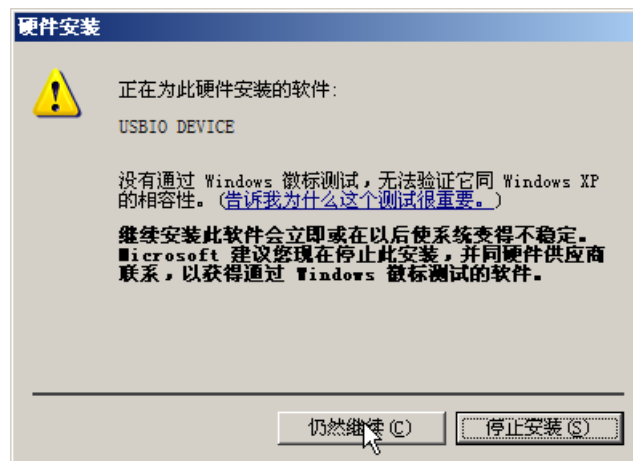 硬件安装
正在为此硬件安装的软件:
USBIO DEVICE
没有通过 Windows 徽标测试，无法验证它同 Windows XP
的相容性。(告诉我为什么这个测试很重要。)
继续安装此软件会立即或在以后使系统变得不稳定。
Microsoft 建议您现在停止此安装，并同硬件供应商
联系，以获得通过 Windows 徽标测试的软件。
仍然继续(C)
停止安装(S)